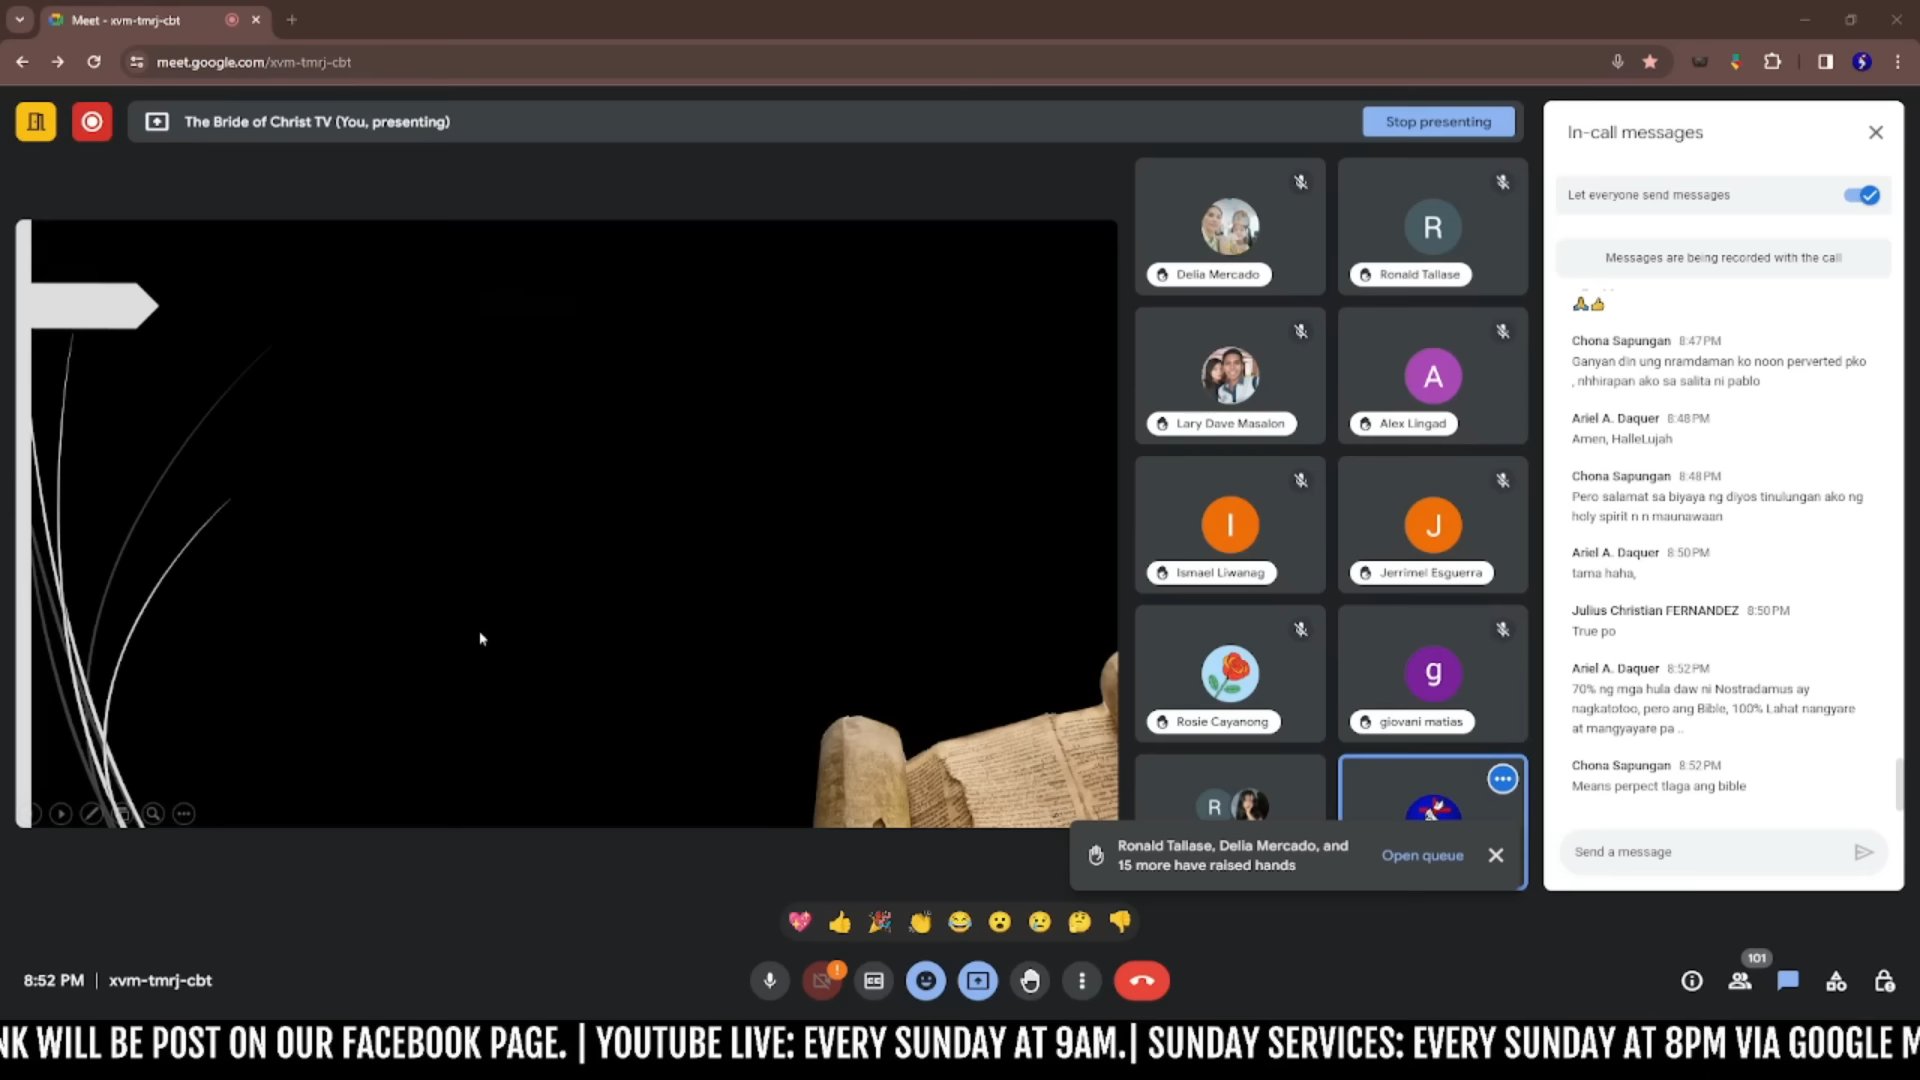 Meet - xvm-tmrj-cbt
meet.google.com/xvm-tmrj-cbt
The Bride of Christ TV (You, presenting)
Stop presenting
Delia Mercado
Ronald Tallase
Lary Dave Masalon
A
Alex Lingad
I
Ismael Liwanag
J
Jerrimel Esguerra
Rosie Cayanong
g
giovani matias
R
R
Ronald Tallase, Delia Mercado, and
15 more have raised hands
Open queue
In-call messages
Let everyone send messages
Messages are being recorded with the call
Chona Sapungan 8:47 PM
Ganyan din ung nramdaman ko noon perverted pko
, nhhirapan ako sa salita ni pablo
Ariel A. Daquer 8:48 PM
Amen, HalleLujah
Chona Sapungan 8:48 PM
Pero salamat sa biyaya ng diyos tinulungan ako ng
holy spirit n n maunawaan
Ariel A. Daquer 8:50 PM
tama haha,
Julius Christian FERNANDEZ 8:50 PM
True po
Ariel A. Daquer 8:52 PM
70% ng mga hula daw ni Nostradamus ay
nagkatotoo, pero ang Bible, 100% Lahat nangyare
at mangyayare pa ..
Chona Sapungan 8:52 PM
Means perpect tlaga ang bible
Send a message
8:52 PM | xvm-tmrj-cbt
101
NK WILL BE POST ON OUR FACEBOOK PAGE. | YOUTUBE LIVE: EVERY SUNDAY AT 9AM.| SUNDAY SERVICES: EVERY SUNDAY AT 8PM VIA GOOGLE M